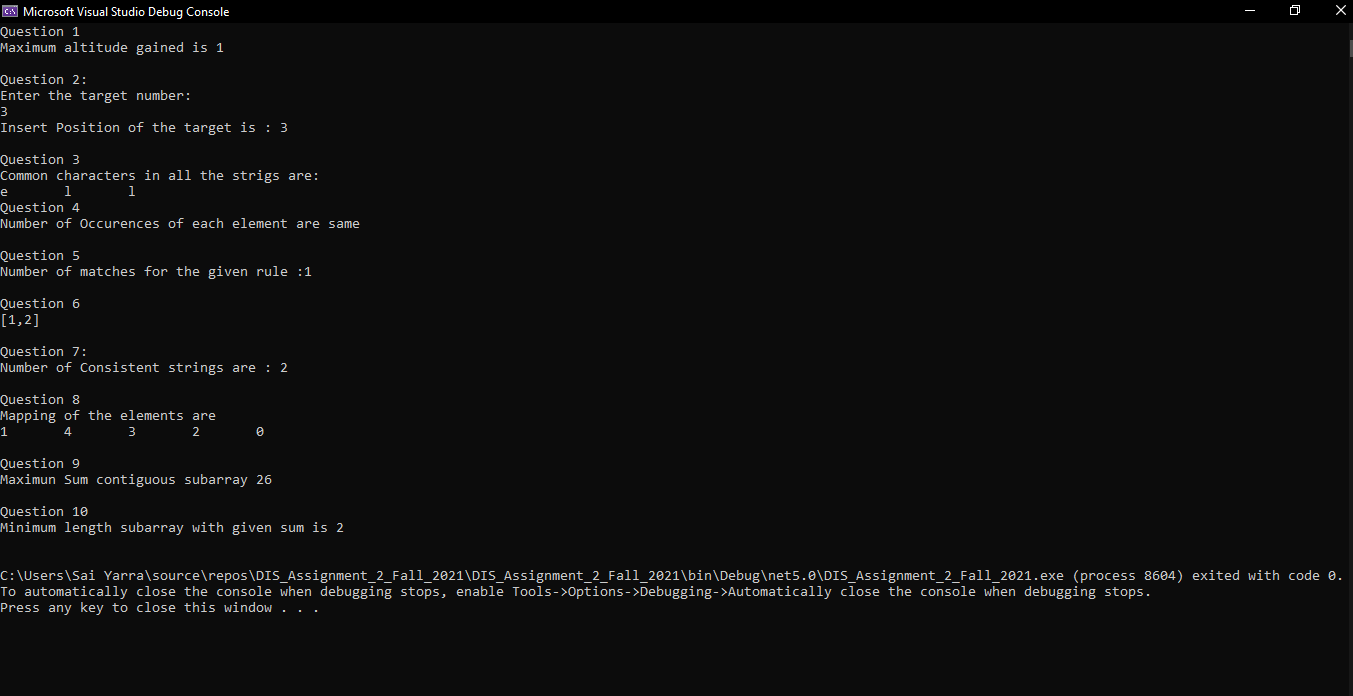 Microsoft Visual Studio Debug Console
Question 1
Maximum altitude gained is 1
Question 2:
Enter the target number:
3
Insert Position of the target is : 3
Question 3
Common characters in all the strigs are:
e l l
Question 4
Number of Occurences of each element are same
Question 5
Number of matches for the given rule :1
Question 6
[1,2]
Question 7:
Number of Consistent strings are : 2
Question 8
Mapping of the elements are
1 4 3 2 0
Question 9
Maximun Sum contiguous subarray 26
Question 10
Minimum length subarray with given sum is 2
C:\Users\Sai Yarra\source\repos\DIS_Assignment_2_Fall_2021\DIS_Assignment_2_Fall_2021\bin\Debug\net5.0\DIS_Assignment_2_Fall_2021.exe (process 8604) exited with code 0.
To automatically close the console when debugging stops, enable Tools->Options->Debugging->Automatically close the console when debugging stops.
Press any key to close this window . . .